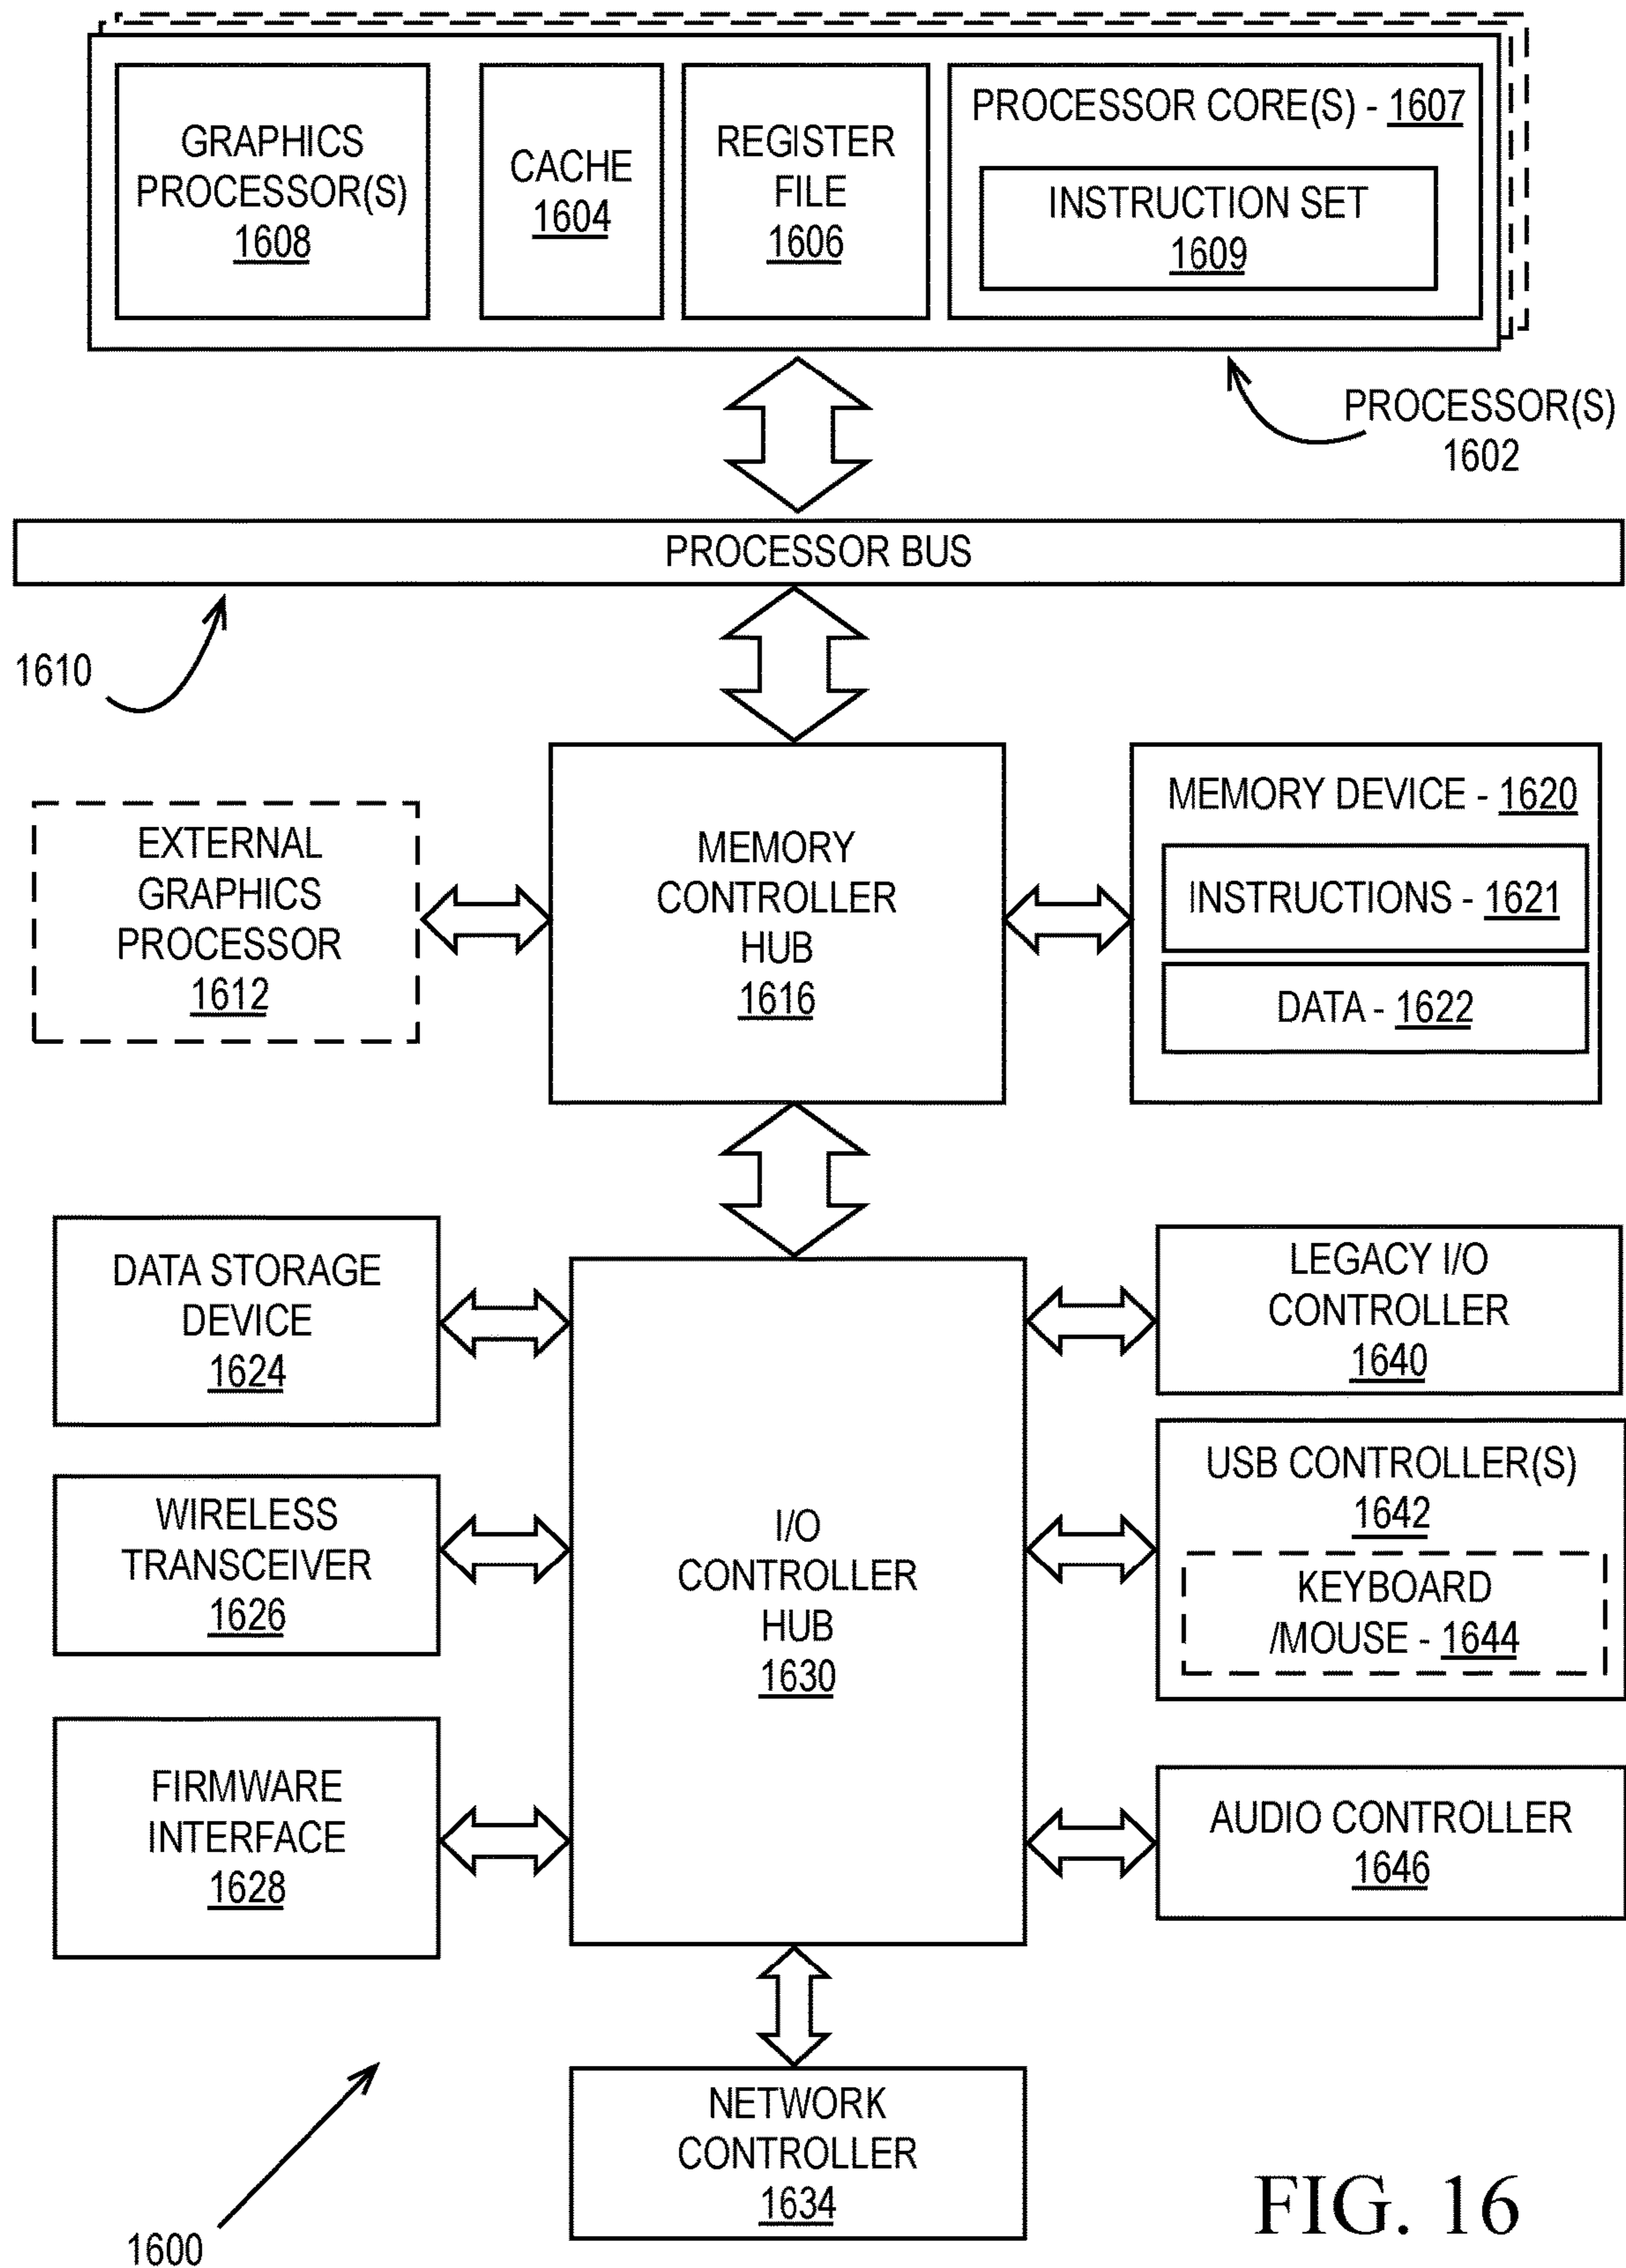 GRAPHICS
PROCESSOR(S)
1608
CACHE
1604
REGISTER
FILE
1606
PROCESSOR CORE(S) - 1607
INSTRUCTION SET
1609
PROCESSOR(S)
1602
PROCESSOR BUS
1610
EXTERNAL
GRAPHICS
PROCESSOR
1612
MEMORY
CONTROLLER
HUB
1616
MEMORY DEVICE - 1620
INSTRUCTIONS - 1621
DATA - 1622
DATA STORAGE
DEVICE
1624
WIRELESS
TRANSCEIVER
1626
FIRMWARE
INTERFACE
1628
I/O
CONTROLLER
HUB
1630
LEGACY I/O
CONTROLLER
1640
USB CONTROLLER(S)
1642
KEYBOARD
/MOUSE - 1644
AUDIO CONTROLLER
1646
NETWORK
CONTROLLER
1634
1600
FIG. 16